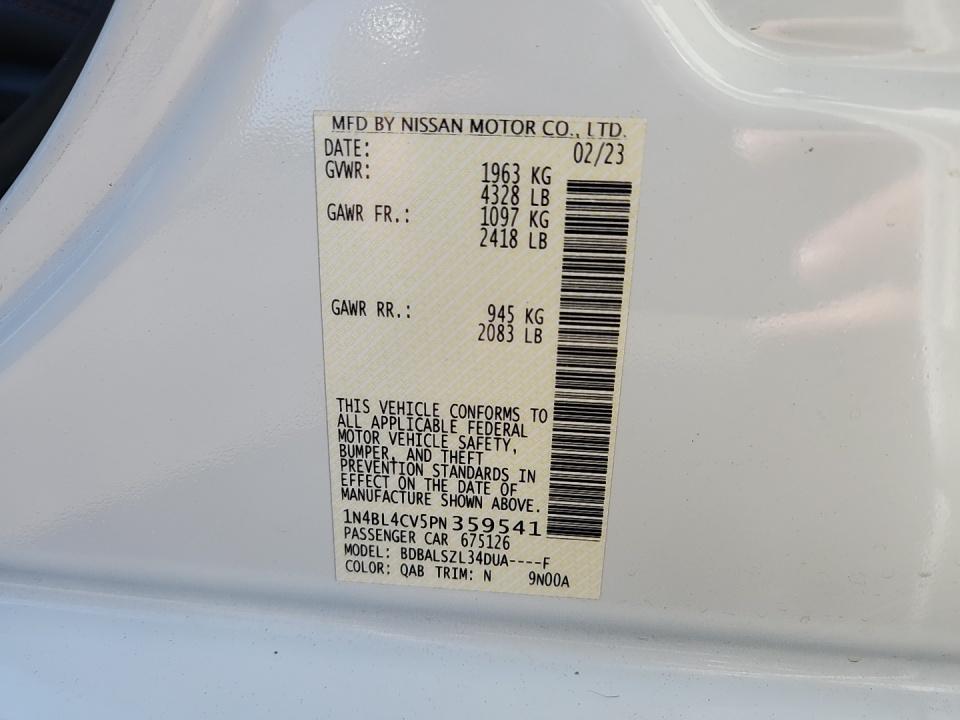 MFD BY NISSAN MOTOR CO., LTD.
DATE: 02/23
GVWR: 1963 KG
4328 LB
GAWR FR.: 1097 KG
2418 LB
GAWR RR.: 945 KG
2083 LB
THIS VEHICLE CONFORMS TO
ALL APPLICABLE FEDERAL
MOTOR VEHICLE SAFETY,
BUMPER, AND THEFT
PREVENTION STANDARDS IN
EFFECT ON THE DATE OF
MANUFACTURE SHOWN ABOVE.
1N4BL4CV5PN359541
PASSENGER CAR 675126
MODEL: BDBALSZL34DUA----F
COLOR: QAB TRIM: N 9N00A